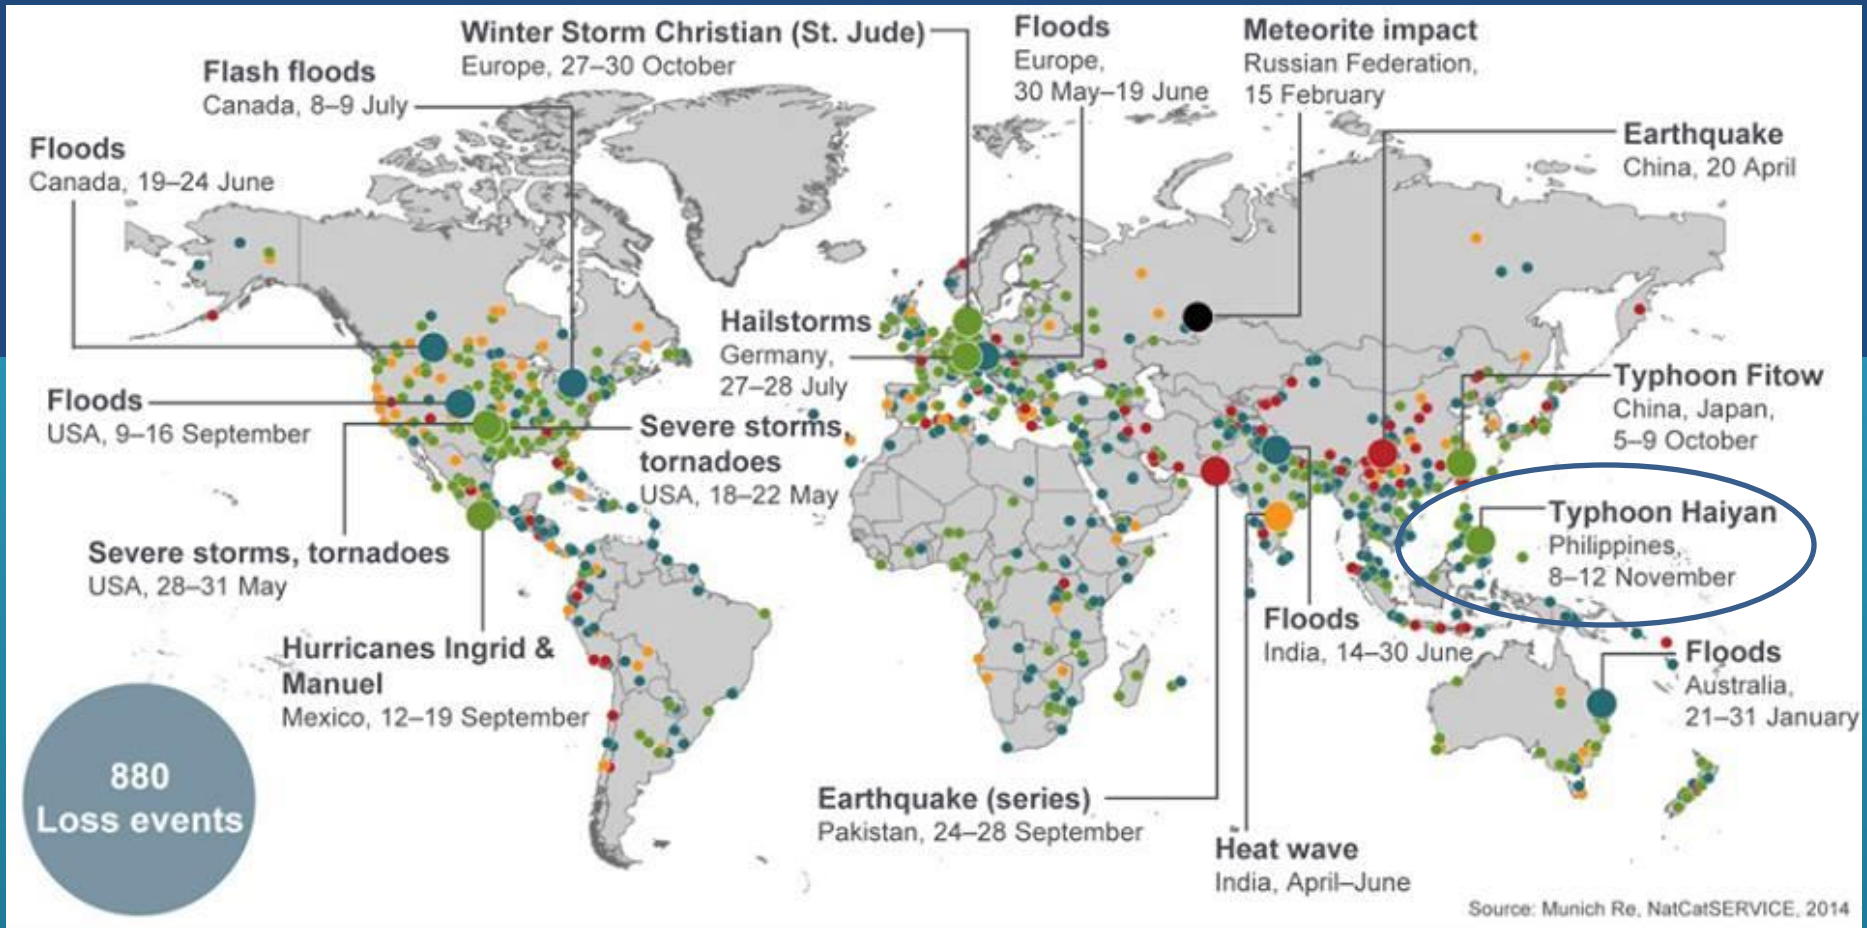 Winter Storm Christian (St. Jude)
Europe, 27–30 October
Floods
Europe,
30 May–19 June
Meteorite impact
Russian Federation,
15 February
Flash floods
Canada, 8–9 July
Earthquake
China, 20 April
Floods
Canada, 19–24 June
Hailstorms
Germany,
27–28 July
Typhoon Fitow
China, Japan,
5–9 October
Floods
USA, 9–16 September
Severe storms,
tornadoes
USA, 18–22 May
Typhoon Haiyan
Philippines,
8–12 November
Severe storms, tornadoes
USA, 28–31 May
Floods
India, 14–30 June
Hurricanes Ingrid &
Manuel
Mexico, 12–19 September
Floods
Australia,
21–31 January
880
Loss events
Earthquake (series)
Pakistan, 24–28 September
Heat wave
India, April–June
Source: Munich Re, NatCatSERVICE, 2014